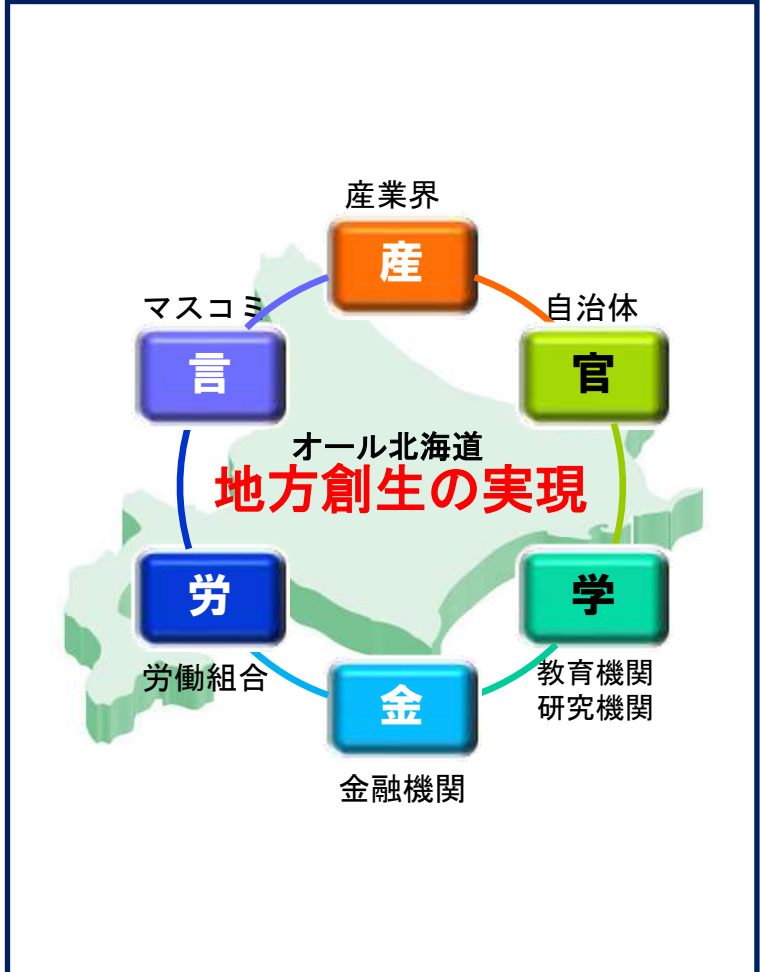 産業界
産
マスコミ
言
自治体
官
オール北海道
地方創生の実現
労
労働組合
学
教育機関
研究機関
金
金融機関